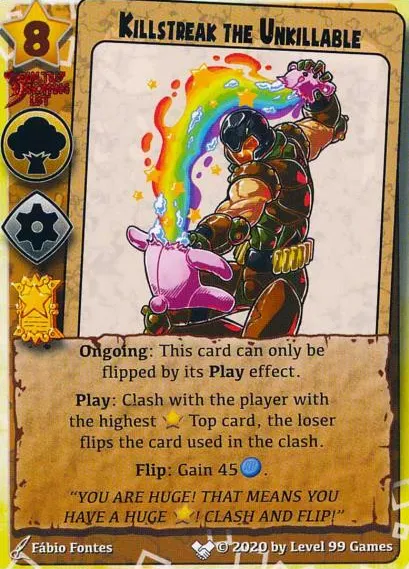 KILLSTREAK THE UNKILLABLE
8
Ongoing: This card can only be
flipped by its Play effect.
Play: Clash with the player with
the highest Top card, the loser
flips the card used in the clash.
Flip: Gain 45
"YOU ARE HUGE! THAT MEANS YOU
HAVE A HUGE ! CLASH AND FLIP!"
Fábio Fontes
© 2020 by Level 99 Games